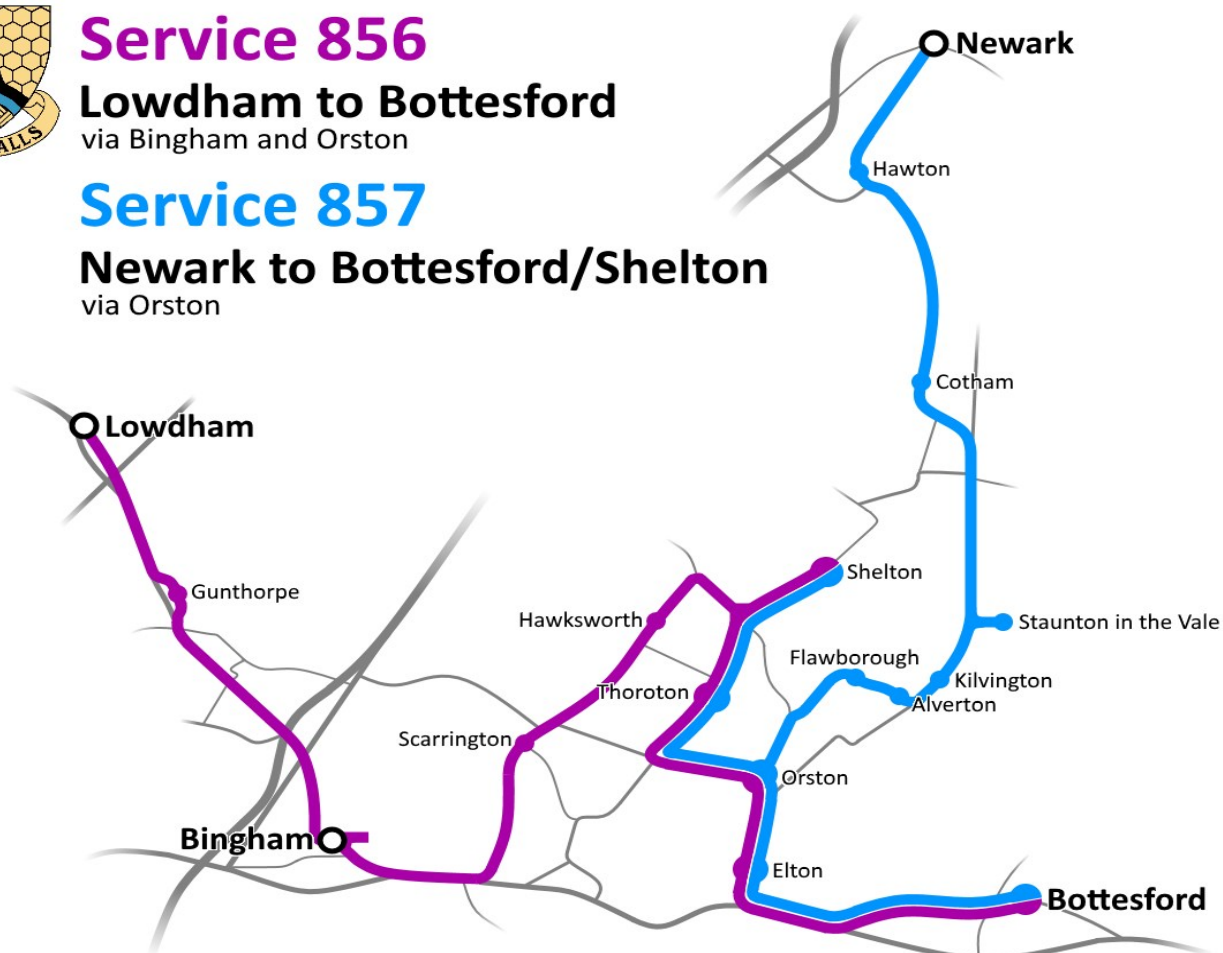 ALLS
Service 856
Lowdham to Bottesford
via Bingham and Orston
Service 857
Newark to Bottesford/Shelton
via Orston
Newark
Hawton
Cotham
Lowdham
Gunthorpe
Shelton
Hawksworth
Staunton in the Vale
Flawborough
Kilvington
Thoroton
Alverton
Scarrington
Orston
Bingham
Elton
Bottesford